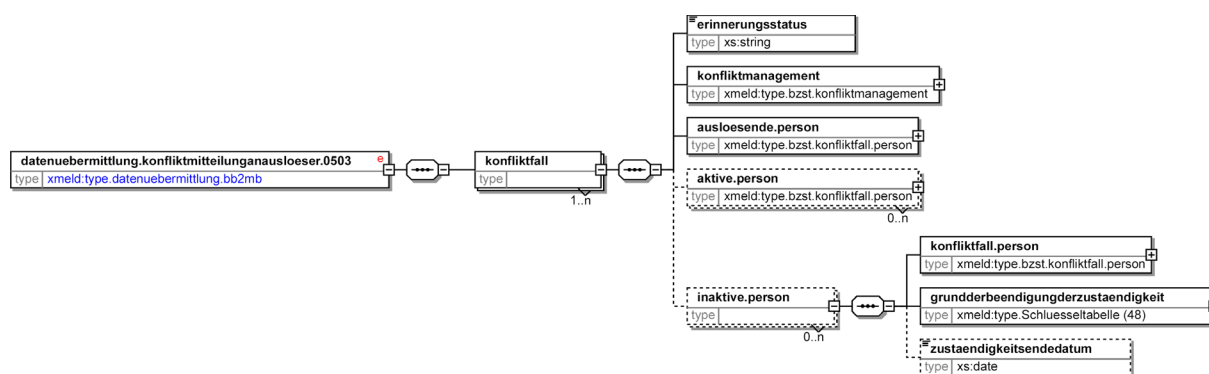 erinnerungsstatus
type xs:string
konfliktmanagement
type xmeld:type.bzst.konfliktmanagement
ausloesende.person
type xmeld:type.bzst.konfliktfall.person
datenuebermittlung.konfliktmitteilunganausloeser.0503 e
type xmeld:type.datenuebermittlung.bb2mb
konfliktfall
type
1..n
aktive.person
type xmeld:type.bzst.konfliktfall.person
0..n
konfliktfall.person
type xmeld:type.bzst.konfliktfall.person
inaktive.person
type
0..n
grundderbeendigungderzustaendigkeit
type xmeld:type.Schluesseltabelle (48)
zustaendigkeitsendedatum
type xs:date